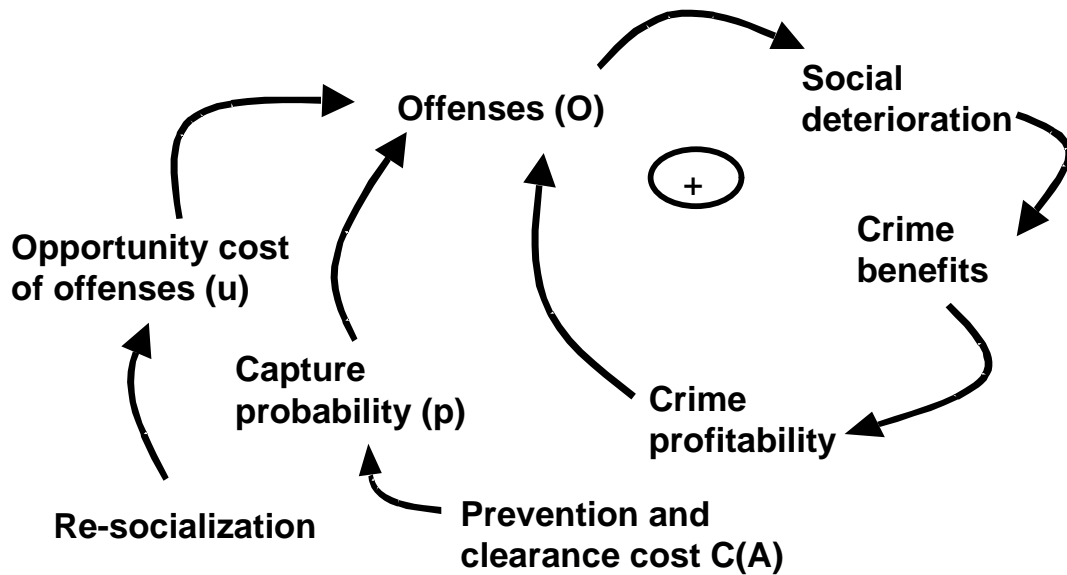 Offenses (O)
Social
deterioration
+
Crime
benefits
Opportunity cost
of offenses (u)
Capture
probability (p)
Crime
profitability
Re-socialization
Prevention and
clearance cost C(A)